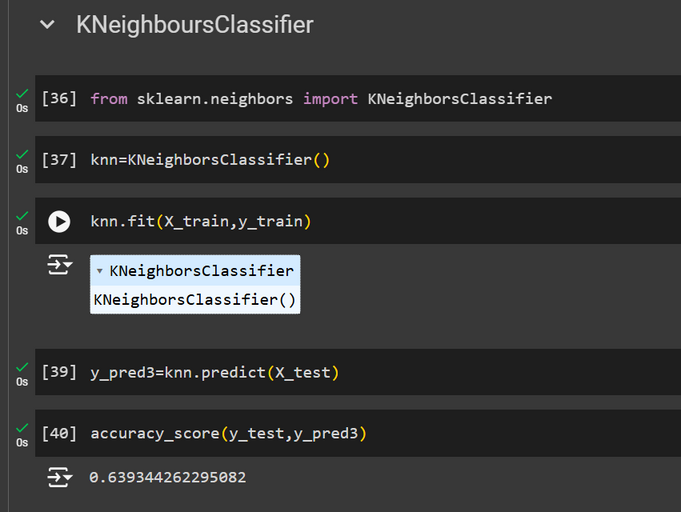 KNeighboursClassifier
[36] from sklearn.neighbors import KNeighborsClassifier
0s
[37] knn=KNeighborsClassifier()
0s
knn.fit(X_train,y_train)
0s
KNeighborsClassifier
KNeighborsClassifier()
[39] y_pred3=knn.predict(X_test)
0s
[40] accuracy_score(y_test,y_pred3)
0s
0.639344262295082